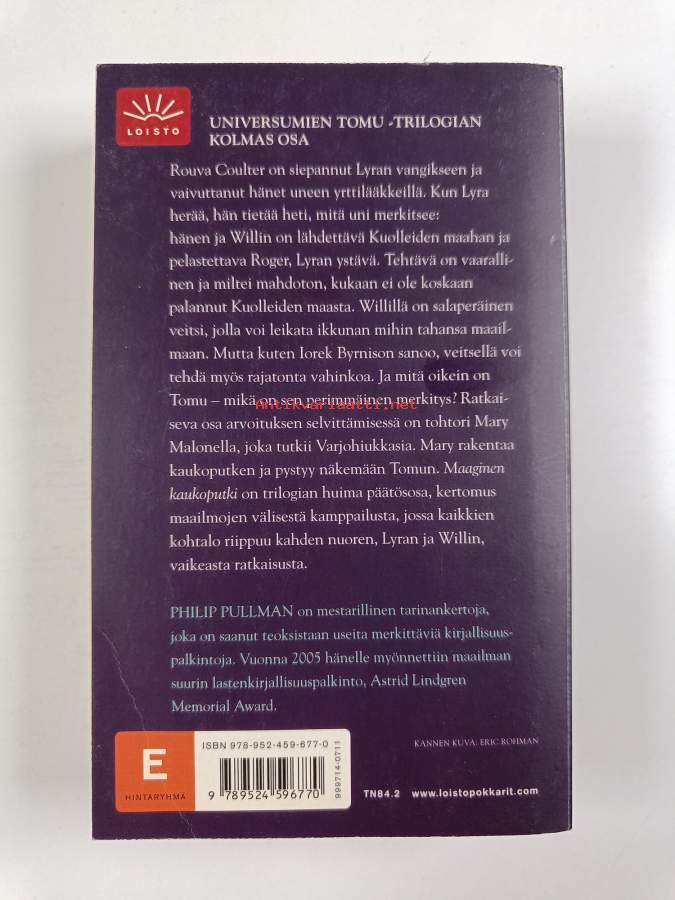 LOISTO
UNIVERSUMIEN TOMU -TRILOGIAN
KOLMAS OSA
Rouva Coulter on siepannut Lyran vangikseen ja
vaivuttanut hänet uneen yrttilääkkeillä. Kun Lyra
herää, hän tietää heti, mitä uni merkitsee:
hänen ja Willin on lähdettävä Kuolleiden maahan ja
pelastettava Roger, Lyran ystävä. Tehtävä on vaaralli-
nen ja miltei mahdoton, kukaan ei ole koskaan
palannut Kuolleiden maasta. Willillä on salaperäinen
veitsi, jolla voi leikata ikkunan mihin tahansa maail-
maan. Mutta kuten Iorek Byrnison sanoo, veitsellä voi
tehdä myös rajatonta vahinkoa. Ja mitä oikein on
Tomu – mikä on sen perimmäinen merkitys? Ratkai-
Antikvariaatti.net
seva osa arvoituksen selvittämisessä on tohtori Mary
Malonella, joka tutkii Varjohiukkasia. Mary rakentaa
kaukoputken ja pystyy näkemään Tomun. Maaginen
kaukoputki on trilogian huima päätösosa, kertomus
maailmojen välisestä kamppailusta, jossa kaikkien
kohtalo riippuu kahden nuoren, Lyran ja Willin,
vaikeasta ratkaisusta.
PHILIP PULLMAN on mestarillinen tarinankertoja,
joka on saanut teoksistaan useita merkittäviä kirjallisuus-
palkintoja. Vuonna 2005 hänelle myönnettiin maailman
suurin lastenkirjallisuuspalkinto, Astrid Lindgren
Memorial Award.
KANNEN KUVA: ERIC ROHMAN
E
HINTARYHMÄ
ISBN 978-952-459-677-0
9 789524 596770
999714-0711
TN84.2 www.loistopokkarit.com